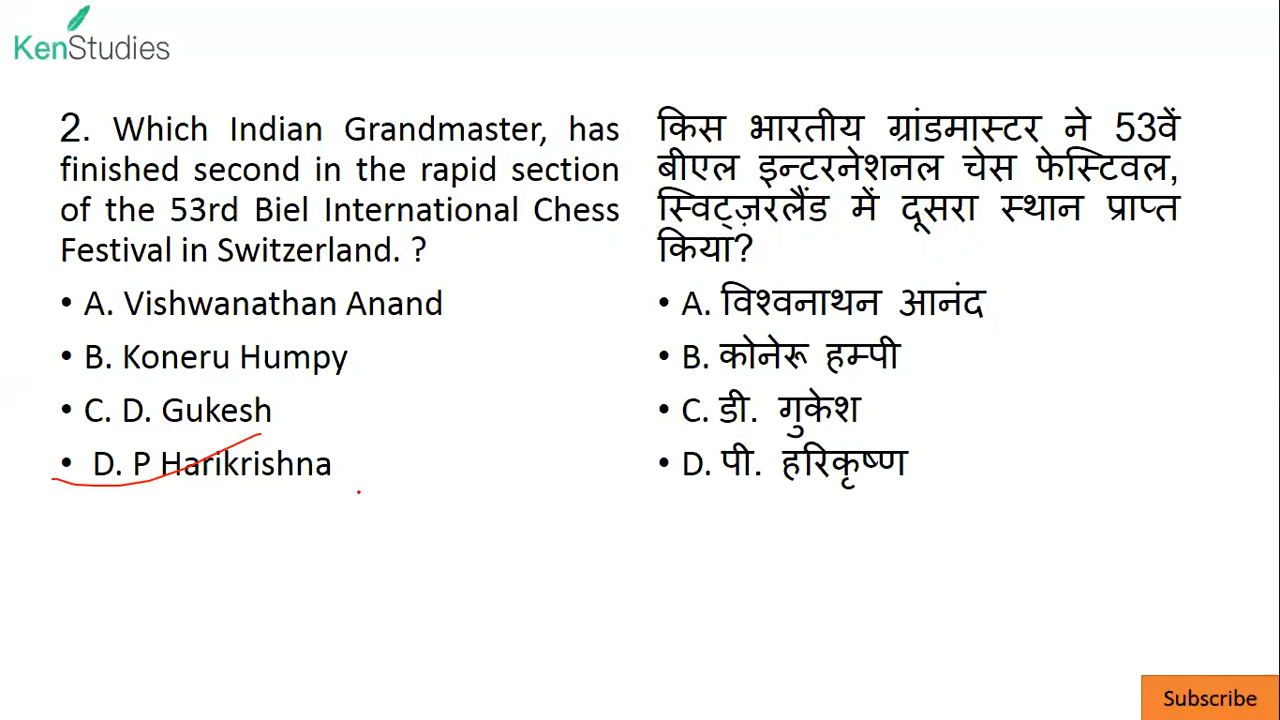 KenStudies
2. Which Indian Grandmaster, has
finished second in the rapid section
of the 53rd Biel International Chess
Festival in Switzerland. ?
• A. Vishwanathan Anand
• B. Koneru Humpy
• C. D. Gukesh
• D. P Harikrishna
किस भारतीय ग्रांडमास्टर ने 53वें
बीएल इन्टरनेशनल चेस फेस्टिवल,
स्विट्ज़रलैंड में दूसरा स्थान प्राप्त
किया?
• A. विश्वनाथन आनंद
• B. कोनेरू हम्पी
• C. डी. गुकेश
• D. पी. हरिकृष्ण
Subscribe